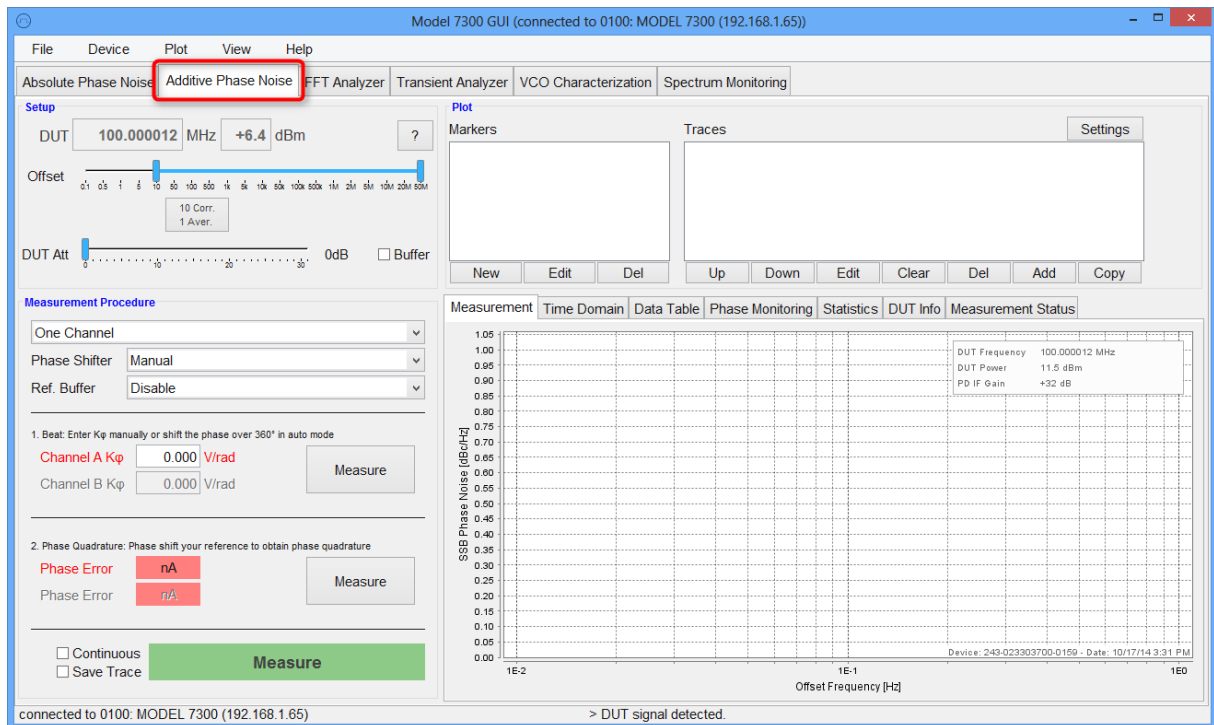 Model 7300 GUI (connected to 0100: MODEL 7300 (192.168.1.65))
File Device Plot View Help
Absolute Phase Noise Additive Phase Noise FFT Analyzer Transient Analyzer VCO Characterization Spectrum Monitoring
Setup
DUT 100.000012 MHz +6.4 dBm ?
Offset
0.1 0.5 1 5 10 50 100 500 1k 5k 10k 50k 100k 500k 1M 2M 5M 10M 20M 50M
10 Corr.
1 Aver.
DUT Att 0dB Buffer
0 10 20 30
Plot
Markers Traces Settings
New Edit Del Up Down Edit Clear Del Add Copy
Measurement Procedure
One Channel
Phase Shifter Manual
Ref. Buffer Disable
1. Beat: Enter Kφ manually or shift the phase over 360° in auto mode
Channel A Kφ 0.000 V/rad
Measure
Channel B Kφ 0.000 V/rad
2. Phase Quadrature: Phase shift your reference to obtain phase quadrature
Phase Error nA
Measure
Phase Error nA
Continuous
Save Trace
Measure
Measurement Time Domain Data Table Phase Monitoring Statistics DUT Info Measurement Status
SSB Phase Noise [dBc/Hz]
1.05
1.00
0.95
0.90
0.85
0.80
0.75
0.70
0.65
0.60
0.55
0.50
0.45
0.40
0.35
0.30
0.25
0.20
0.15
0.10
0.05
0.00
DUT Frequency 100.000012 MHz
DUT Power 11.5 dBm
PD IF Gain +32 dB
Device: 243-023303700-0159 - Date: 10/17/14 3:31 PM
1E-2 1E-1 1E0
Offset Frequency [Hz]
connected to 0100: MODEL 7300 (192.168.1.65) > DUT signal detected.